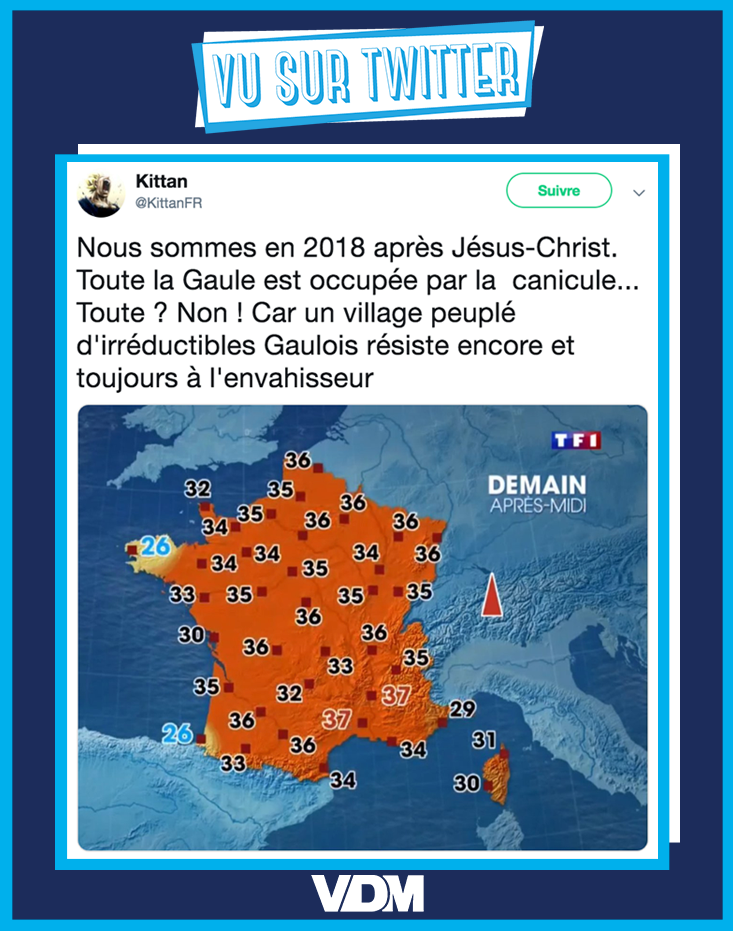 VU SUR TWITTER
Kittan
@KittanFR
Suivre
Nous sommes en 2018 après Jésus-Christ.
Toute la Gaule est occupée par la  canicule...
Toute ? Non ! Car un village peuplé
d'irréductibles Gaulois résiste encore et
toujours à l'envahisseur
TF1
DEMAIN
APRÈS-MIDI
36
32
35
36
34
35
36
36
26
34
34
34
36
35
33
35
35
35
36
30
36
36
33
35
35
32
37
29
36
37
26
36
34
31
33
34
30
VDM